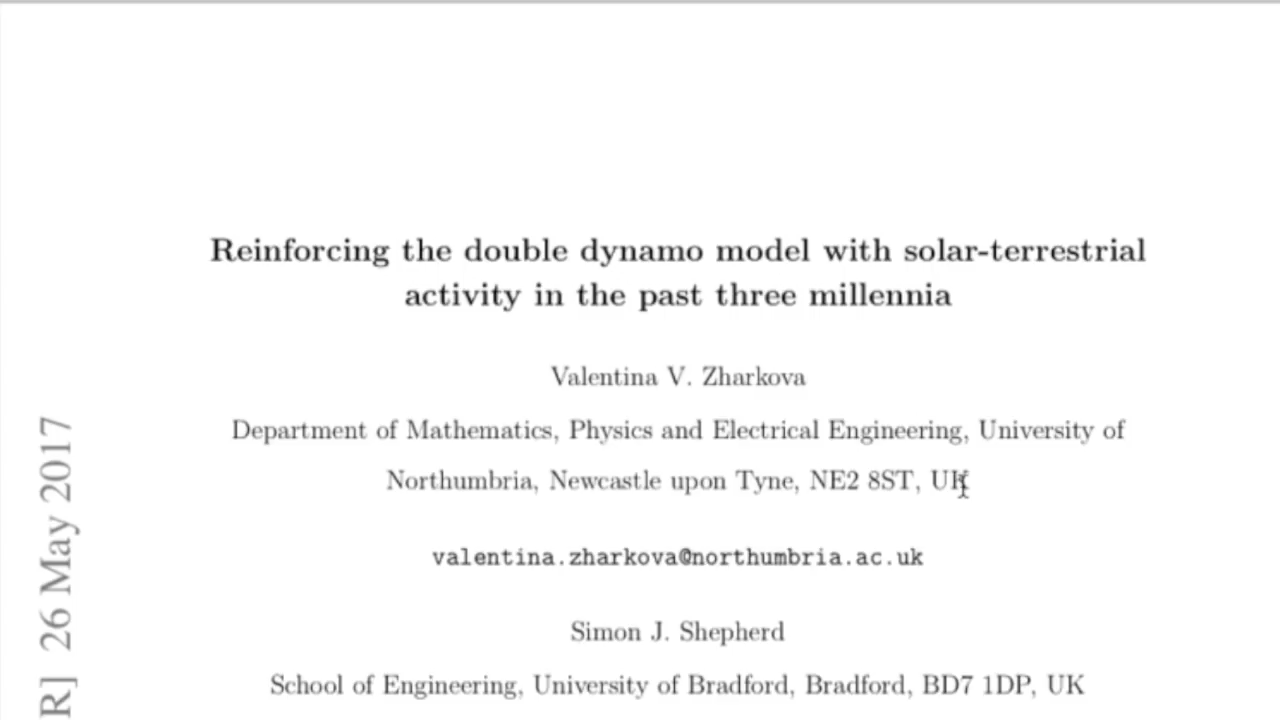 Reinforcing the double dynamo model with solar-terrestrial
activity in the past three millennia
Valentina V. Zharkova
Department of Mathematics, Physics and Electrical Engineering, University of
Northumbria, Newcastle upon Tyne, NE2 8ST, UK
valentina.zharkova@northumbria.ac.uk
Simon J. Shepherd
School of Engineering, University of Bradford, Bradford, BD7 1DP, UK
R] 26 May 2017